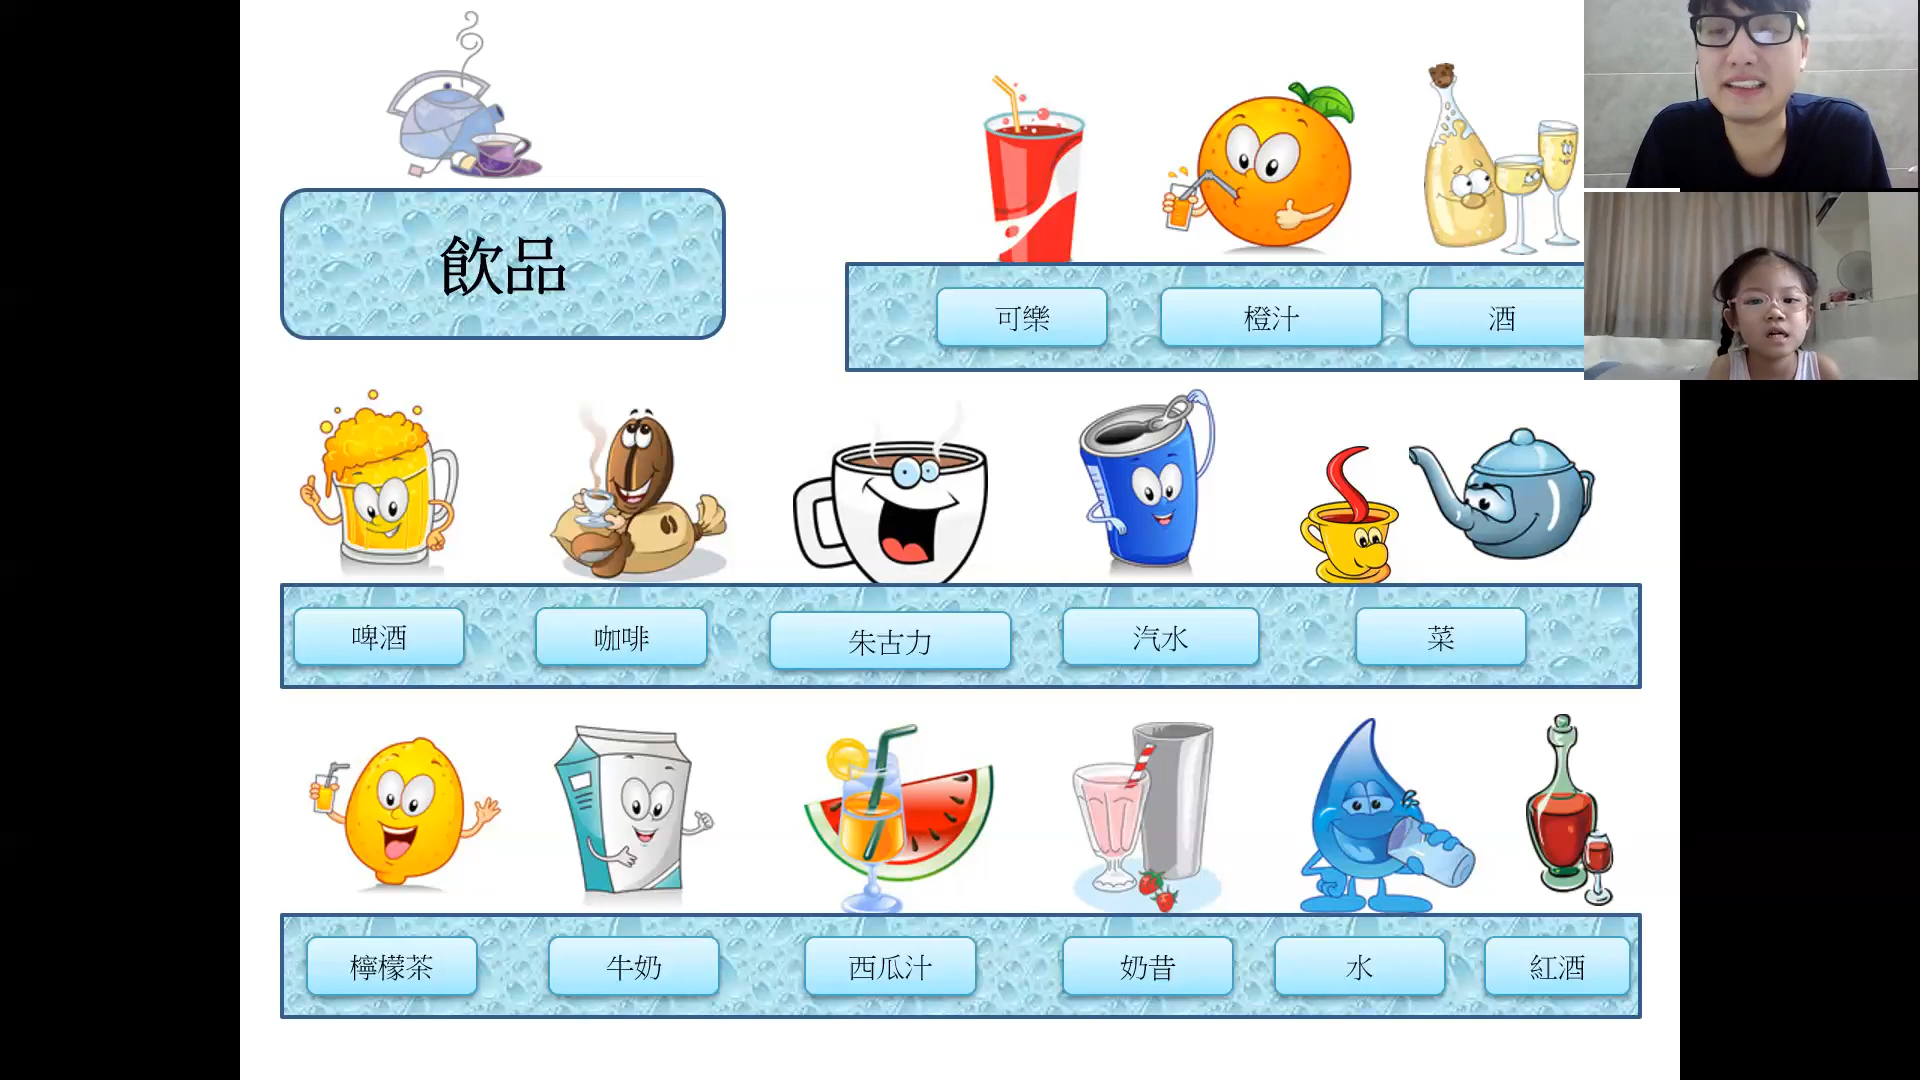 飲品
可樂
橙汁
酒
啤酒
咖啡
朱古力
汽水
菜
檸檬茶
牛奶
西瓜汁
奶昔
水
紅酒